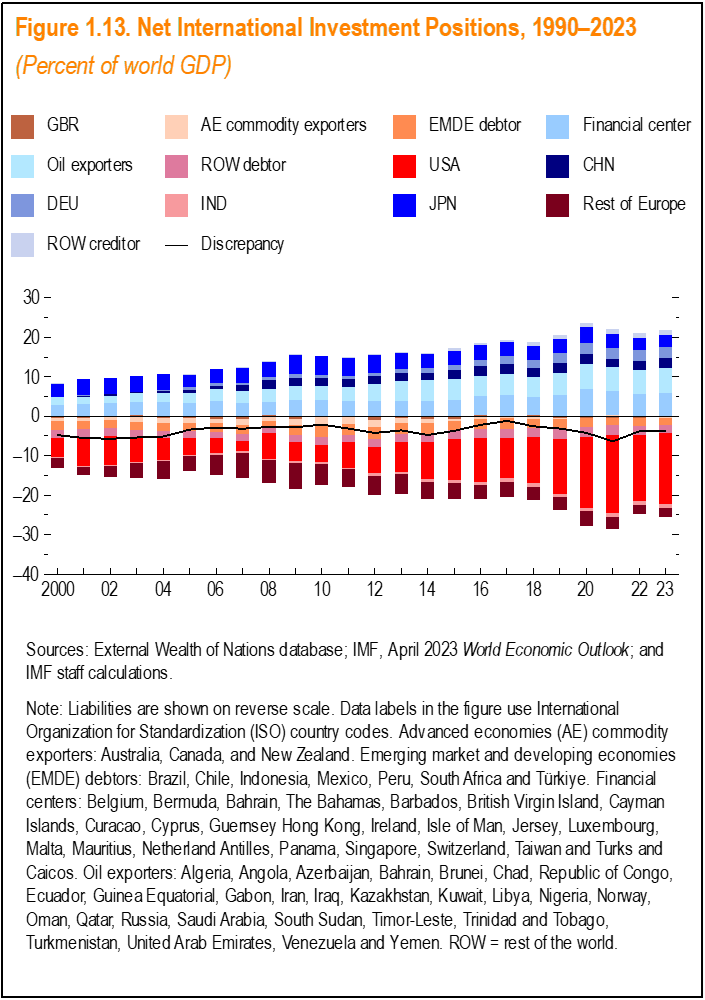 Figure 1.13. Net International Investment Positions, 1990–2023
(Percent of world GDP)
GBR AE commodity exporters EMDE debtor Financial center
Oil exporters ROW debtor USA CHN
DEU IND JPN Rest of Europe
ROW creditor Discrepancy
30
20
10
0
–10
–20
–30
–40
2000 02 04 06 08 10 12 14 16 18 20 22 23
Sources: External Wealth of Nations database; IMF, April 2023 World Economic Outlook; and
IMF staff calculations.
Note: Liabilities are shown on reverse scale. Data labels in the figure use International
Organization for Standardization (ISO) country codes. Advanced economies (AE) commodity
exporters: Australia, Canada, and New Zealand. Emerging market and developing economies
(EMDE) debtors: Brazil, Chile, Indonesia, Mexico, Peru, South Africa and Türkiye. Financial
centers: Belgium, Bermuda, Bahrain, The Bahamas, Barbados, British Virgin Island, Cayman
Islands, Curacao, Cyprus, Guernsey Hong Kong, Ireland, Isle of Man, Jersey, Luxembourg,
Malta, Mauritius, Netherland Antilles, Panama, Singapore, Switzerland, Taiwan and Turks and
Caicos. Oil exporters: Algeria, Angola, Azerbaijan, Bahrain, Brunei, Chad, Republic of Congo,
Ecuador, Guinea Equatorial, Gabon, Iran, Iraq, Kazakhstan, Kuwait, Libya, Nigeria, Norway,
Oman, Qatar, Russia, Saudi Arabia, South Sudan, Timor-Leste, Trinidad and Tobago,
Turkmenistan, United Arab Emirates, Venezuela and Yemen. ROW = rest of the world.